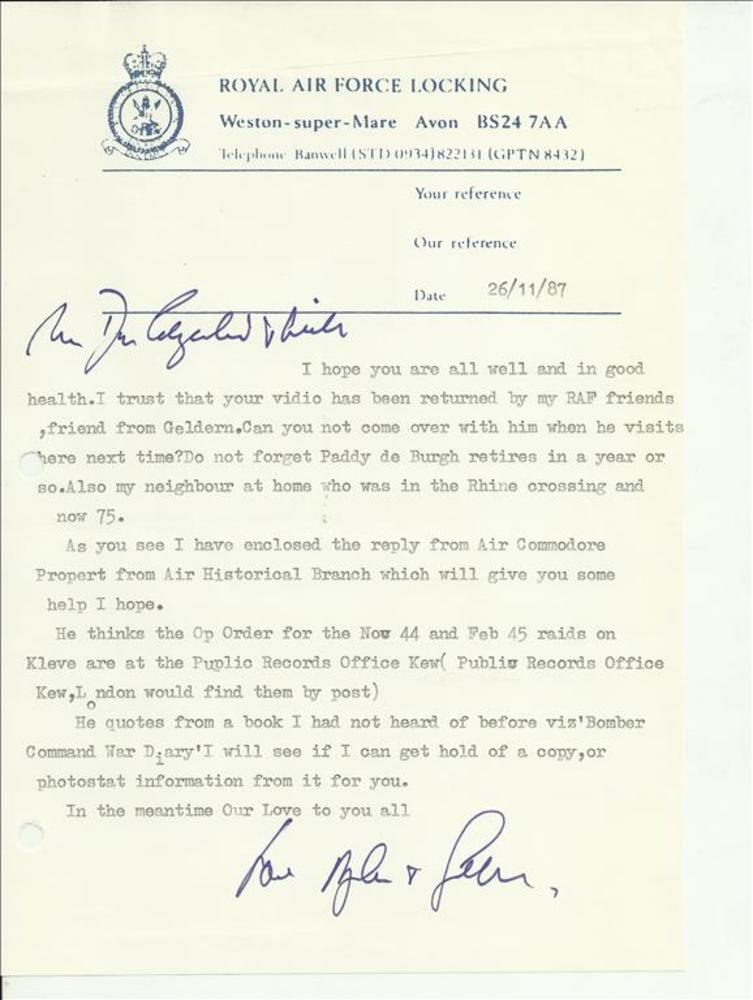 ROYAL AIR FORCE LOCKING
Weston-super-Mare Avon BS24 7AA
Telephone Banwell (STD 0934) 822131 (GPTN 8432)
Your reference
Our reference
Date 26/11/87
I hope you are all well and in good
health.I trust that your vidio has been returned by my RAF friends
,friend from Geldern.Can you not come over with him when he visits
here next time?Do not forget Paddy de Burgh retires in a year or
so.Also my neighbour at home who was in the Rhine crossing and
now 75.
As you see I have enclosed the reply from Air Commodore
Propert from Air Historical Branch which will give you some
help I hope.
He thinks the Op Order for the Nov 44 and Feb 45 raids on
Kleve are at the Puplic Records Office Kew( Public Records Office
Kew,London would find them by post)
He quotes from a book I had not heard of before viz'Bomber
Command War Diary'I will see if I can get hold of a copy,or
photostat information from it for you.
In the meantime Our Love to you all